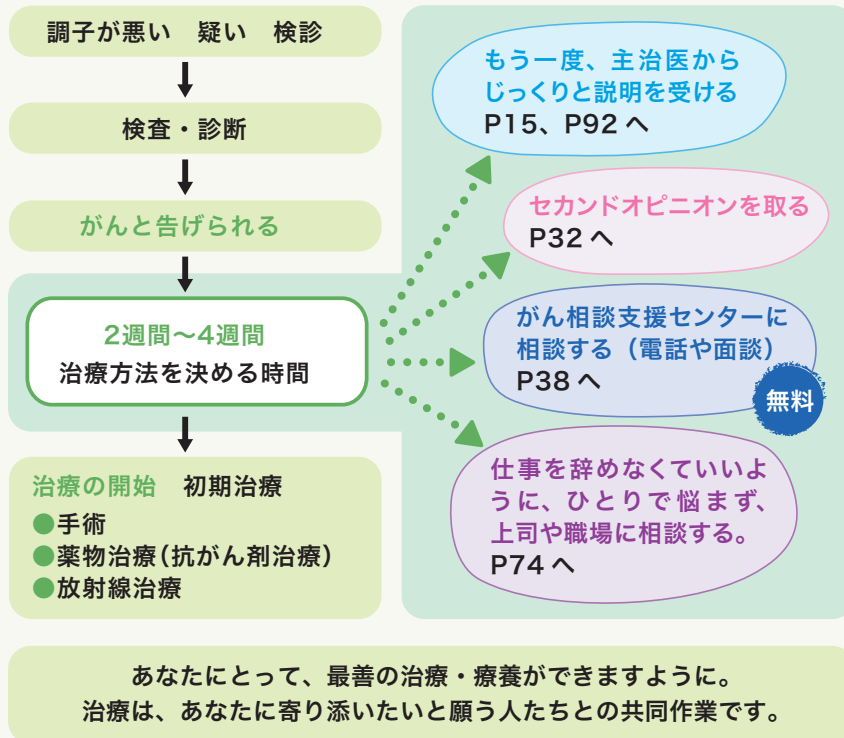 調子が悪い 疑い 検診
検査・診断
がんと告げられる
2週間〜4週間
治療方法を決める時間
治療の開始 初期治療
●手術
●薬物治療(抗がん剤治療)
●放射線治療
もう一度、主治医から
じっくりと説明を受ける
P15、P92 へ
セカンドオピニオンを取る
P32 へ
がん相談支援センターに
相談する(電話や面談)
P38 へ
無料
仕事を辞めなくていいよ
うに、ひとりで悩まず、
上司や職場に相談する。
P74 へ
あなたにとって、最善の治療・療養ができますように。
治療は、あなたに寄り添いたいと願う人たちとの共同作業です。